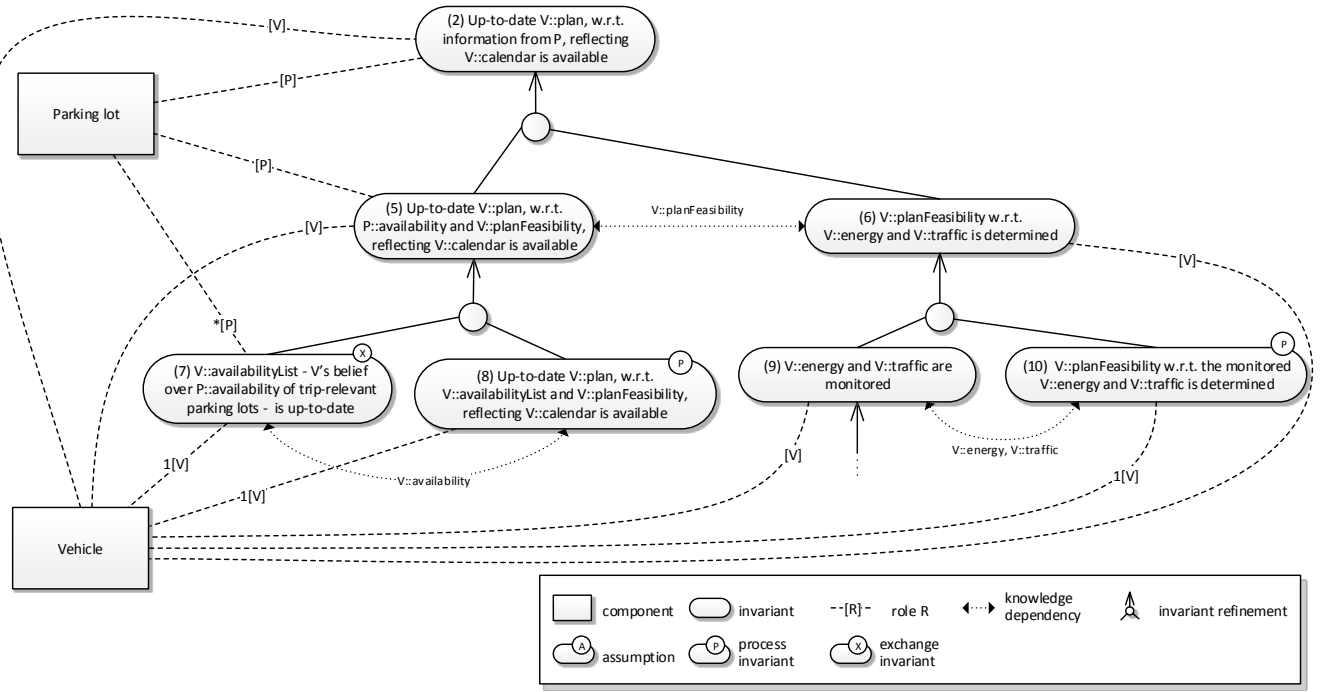 (2) Up-to-date V::plan, w.r.t.
information from P, reflecting
V::calendar is available
[V]
[P]
Parking lot
[P]
(5) Up-to-date V::plan, w.r.t.
P::availability and V::planFeasibility,
reflecting V::calendar is available
V::planFeasibility
(6) V::planFeasibility w.r.t.
V::energy and V::traffic is determined
[V]
[V]
*[P]
X
(7) V::availabilityList - V’s belief
over P::availability of trip-relevant
parking lots - is up-to-date
P
(8) Up-to-date V::plan, w.r.t.
V::availabilityList and V::planFeasibility,
reflecting V::calendar is available
(9) V::energy and V::traffic are
monitored
P
(10) V::planFeasibility w.r.t. the monitored
V::energy and V::traffic is determined
V::energy, V::traffic
1[V]
V::availability
1[V]
[V]
1[V]
Vehicle
component
invariant
--[R]-- role R
knowledge
dependency
invariant refinement
A
assumption
P
process
invariant
X
exchange
invariant